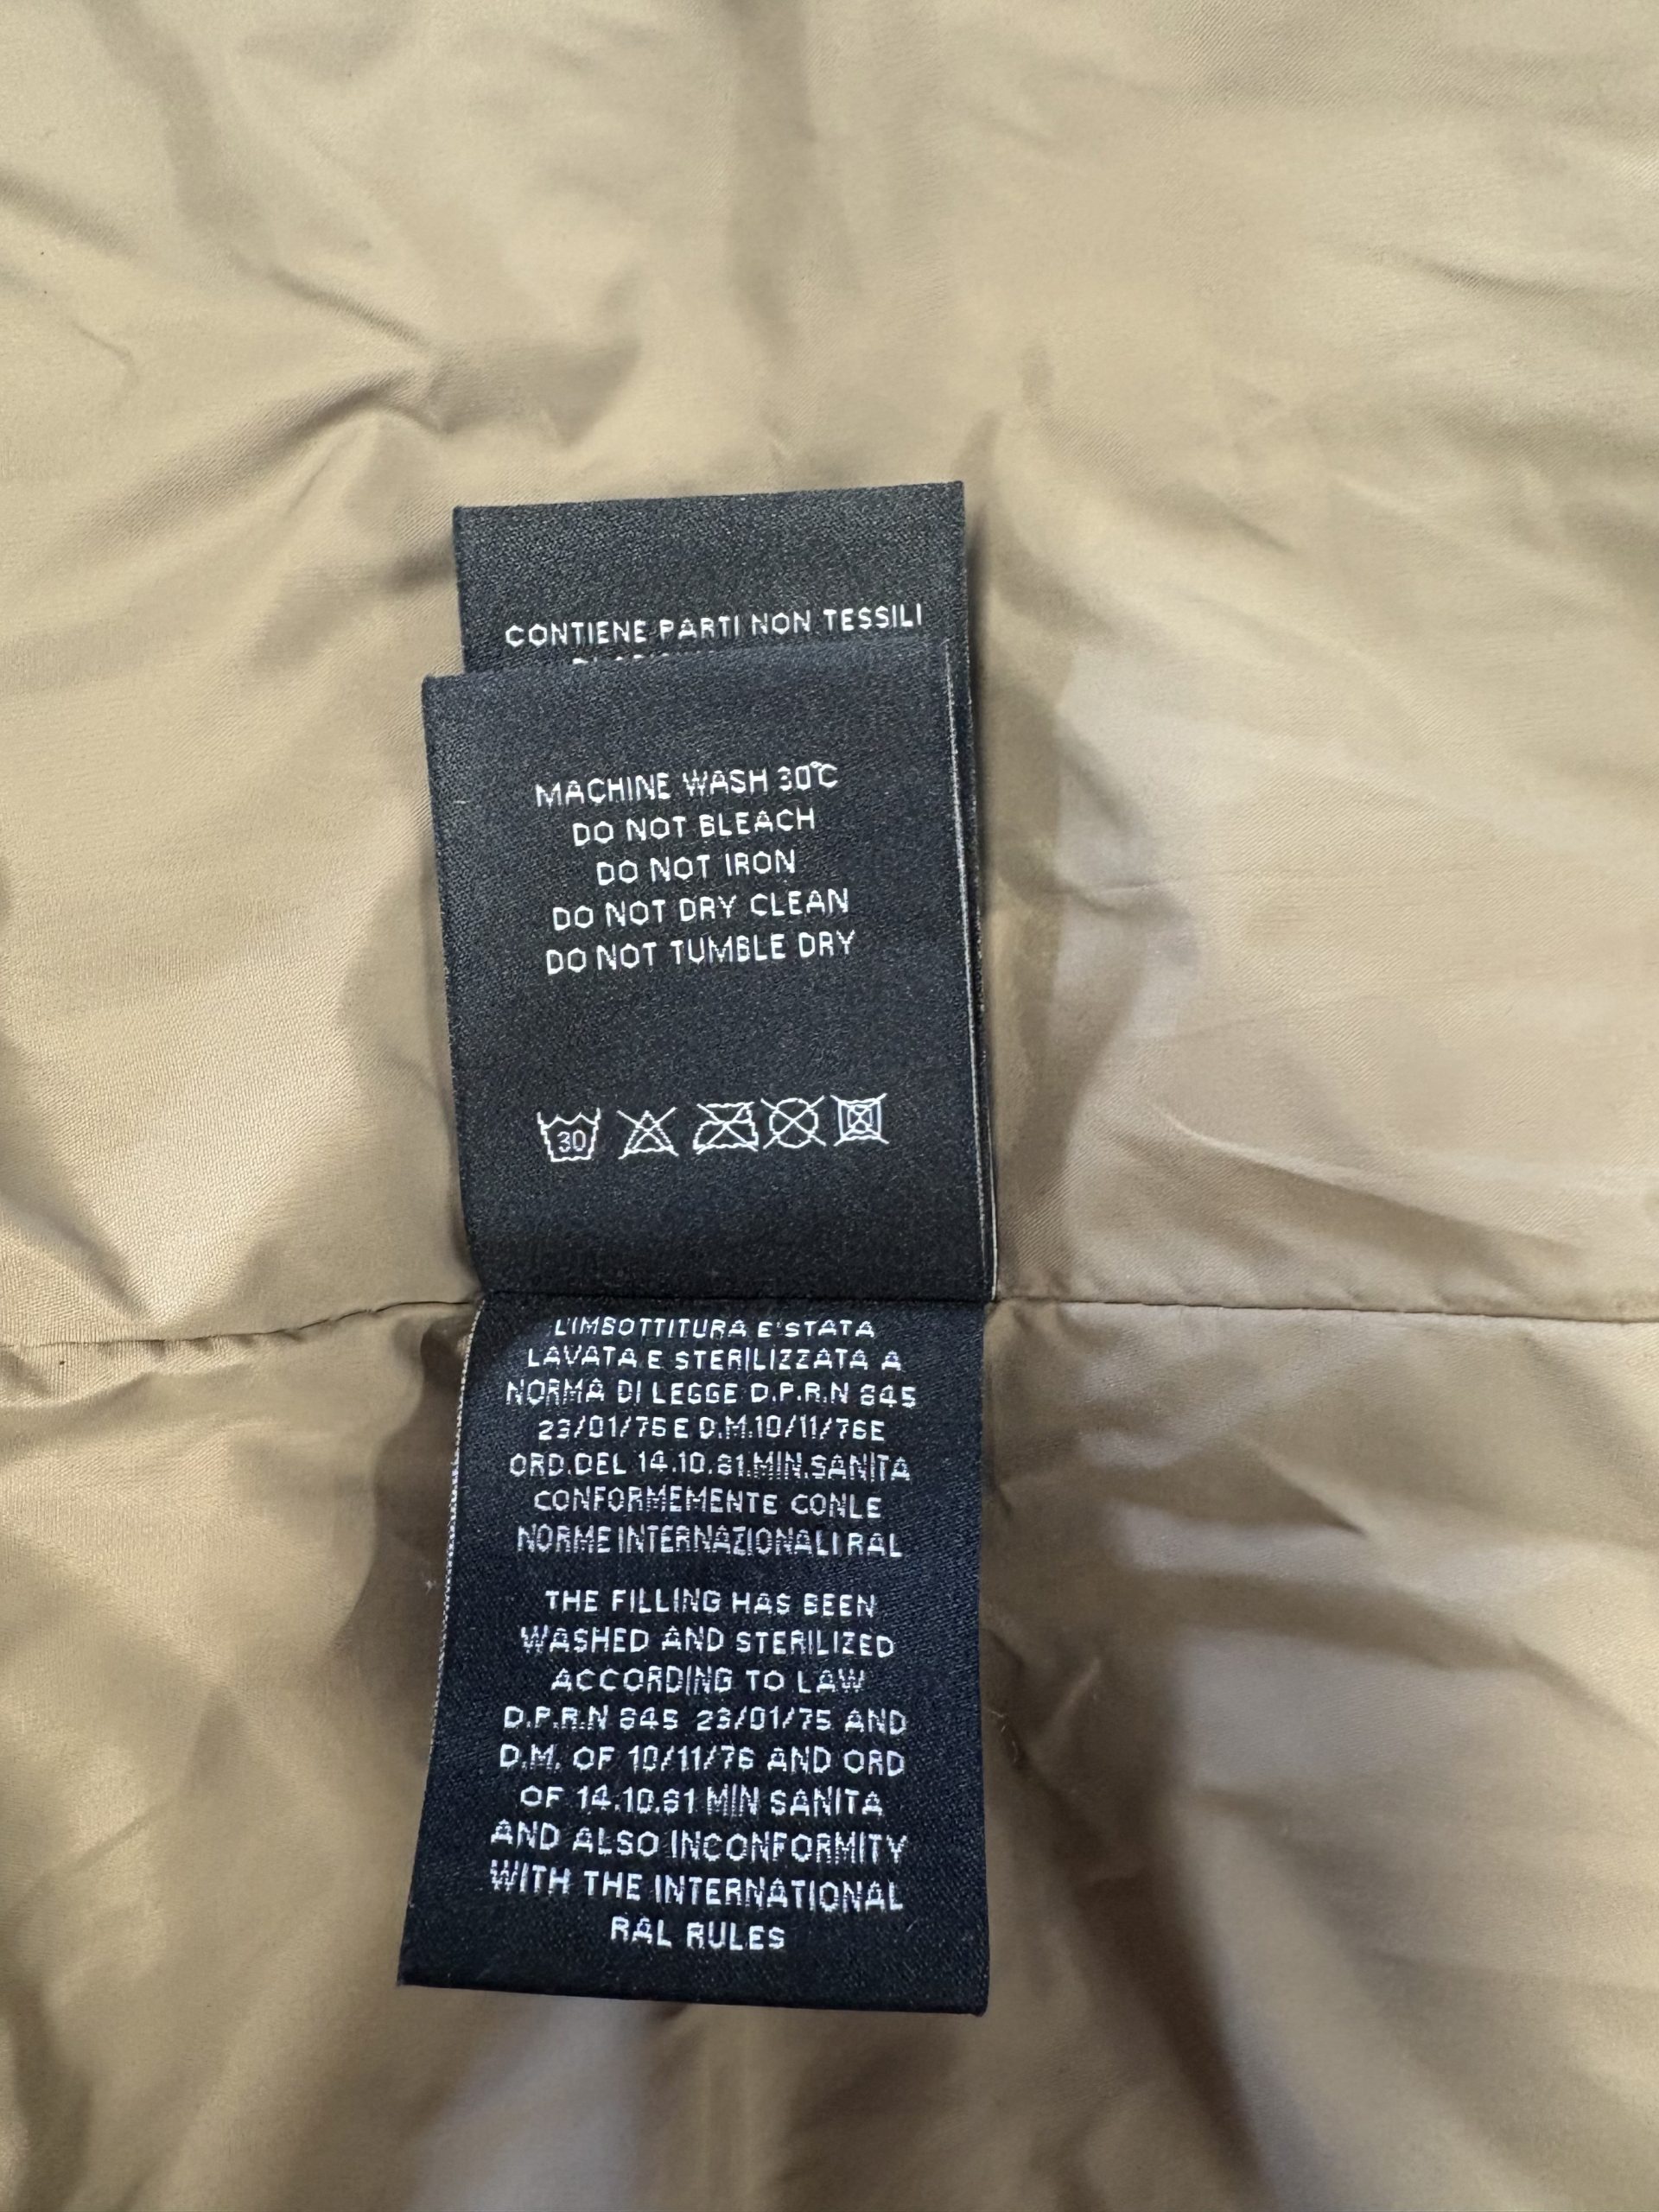 CONTIENE PARTI NON TESSILI
MACHINE WASH 30°C
DO NOT BLEACH
DO NOT IRON
DO NOT DRY CLEAN
DO NOT TUMBLE DRY
30
L'IMBOTTITURA E'STATA
LAVATA E STERILIZZATA A
NORMA DI LEGGE D.P.R.N 845
23/01/75 E D.M.10/11/76E
ORD.DEL 14.10.81.MIN.SANITA
CONFORMEMENTE CONLE
NORME INTERNAZIONALI RAL
THE FILLING HAS BEEN
WASHED AND STERILIZED
ACCORDING TO LAW
D.P.R.N 845 23/01/75 AND
D.M. OF 10/11/76 AND ORD
OF 14.10.81 MIN SANITA
AND ALSO INCONFORMITY
WITH THE INTERNATIONAL
RAL RULES